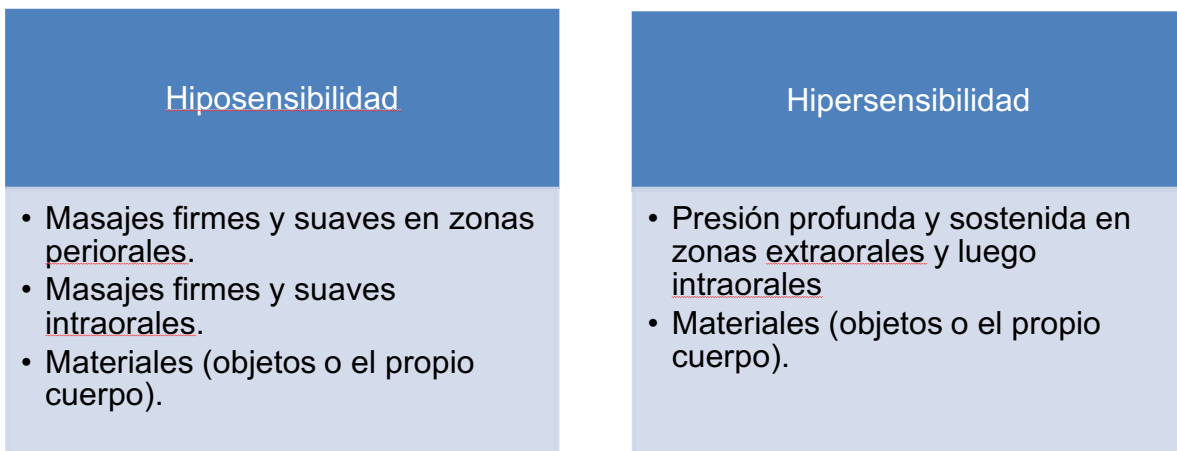 Hiposensibilidad
• Masajes firmes y suaves en zonas
periorales.
• Masajes firmes y suaves
intraorales.
• Materiales (objetos o el propio
cuerpo).
Hipersensibilidad
• Presión profunda y sostenida en
zonas extraorales y luego
intraorales
• Materiales (objetos o el propio
cuerpo).